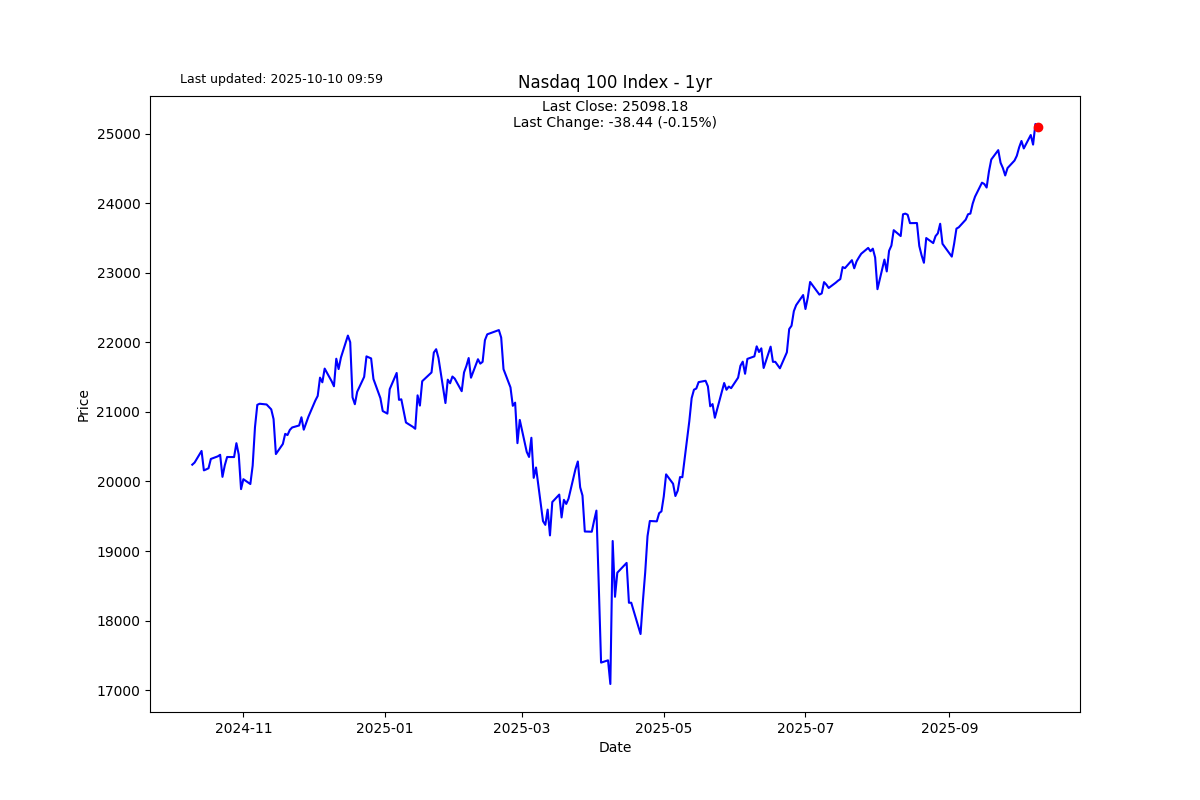 Last updated: 2025-10-10 09:59
Nasdaq 100 Index - 1yr
Last Close: 25098.18
Last Change: -38.44 (-0.15%)
Price
25000
24000
23000
22000
21000
20000
19000
18000
17000
2024-11 2025-01 2025-03 2025-05 2025-07 2025-09
Date